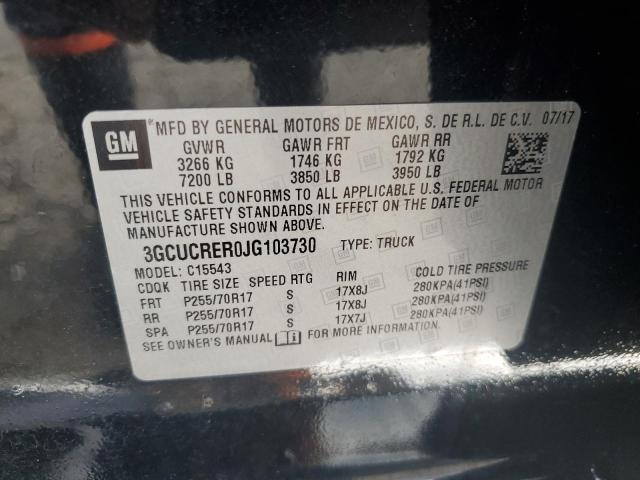 GM
MFD BY GENERAL MOTORS DE MEXICO, S. DE R.L. DE C.V. 07/17
GVWR GAWR FRT GAWR RR
3266 KG 1746 KG 1792 KG
7200 LB 3850 LB 3950 LB
THIS VEHICLE CONFORMS TO ALL APPLICABLE U.S. FEDERAL MOTOR
VEHICLE SAFETY STANDARDS IN EFFECT ON THE DATE OF
MANUFACTURE SHOWN ABOVE.
3GCUCRER0JG103730 TYPE: TRUCK
MODEL: C15543
CDQK TIRE SIZE SPEED RTG RIM COLD TIRE PRESSURE
FRT P255/70R17 S 17X8J 280KPA(41PSI)
RR P255/70R17 S 17X8J 280KPA(41PSI)
SPA P255/70R17 S 17X7J 280KPA(41PSI)
SEE OWNER'S MANUAL FOR MORE INFORMATION